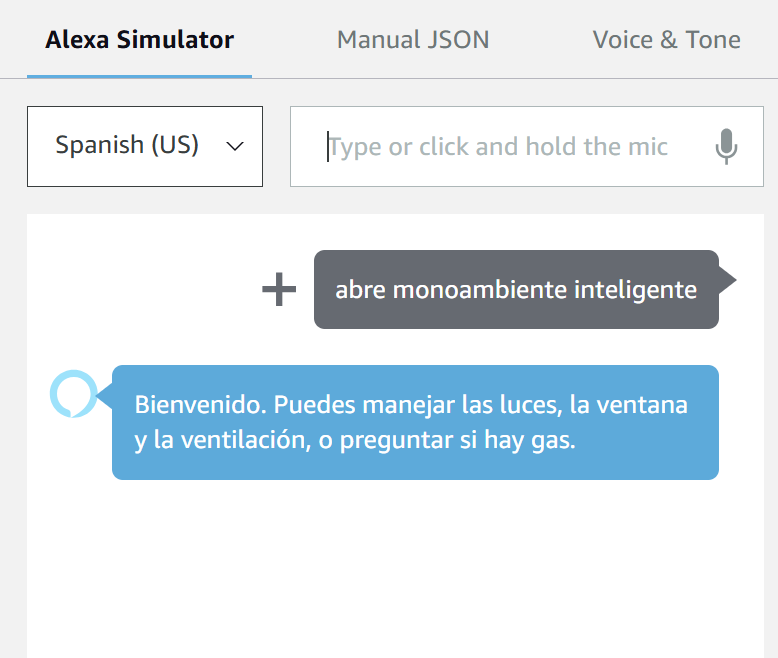 Alexa Simulator
Manual JSON
Voice & Tone
Spanish (US)
Type or click and hold the mic
abre monoambiente inteligente
Bienvenido. Puedes manejar las luces, la ventana
y la ventilación, o preguntar si hay gas.